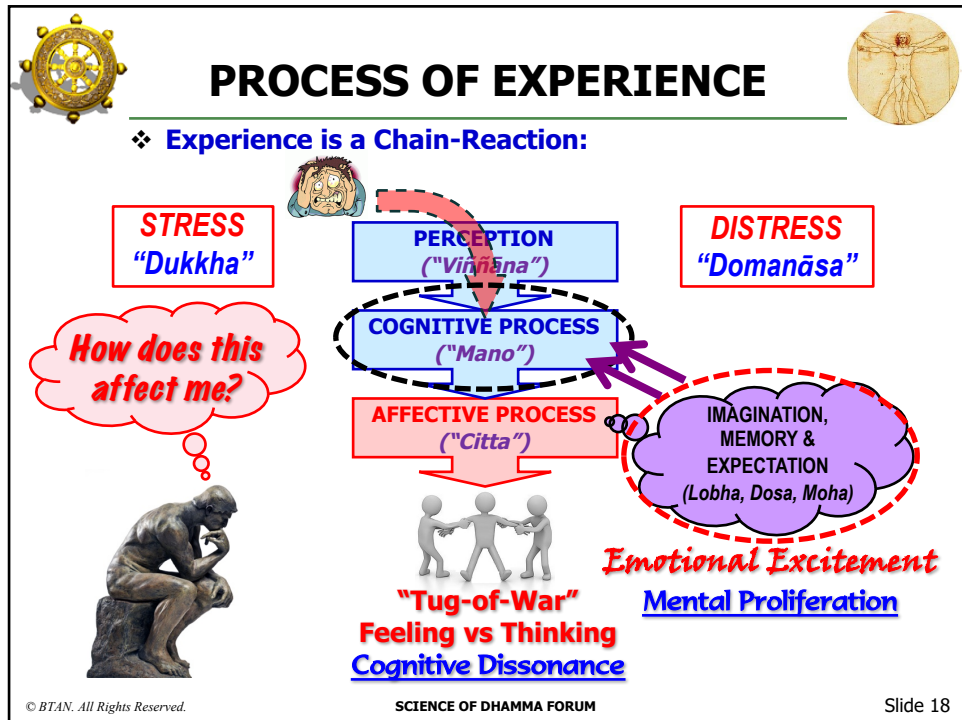 PROCESS OF EXPERIENCE
❖ Experience is a Chain-Reaction:
STRESS
“Dukkha”
PERCEPTION
(“Viññāna”)
DISTRESS
“Domanāsa”
How does this
affect me?
COGNITIVE PROCESS
(“Mano”)
AFFECTIVE PROCESS
(“Citta”)
IMAGINATION,
MEMORY &
EXPECTATION
(Lobha, Dosa, Moha)
Emotional Excitement
Mental Proliferation
“Tug-of-War”
Feeling vs Thinking
Cognitive Dissonance
© BTAN. All Rights Reserved.
SCIENCE OF DHAMMA FORUM
Slide 18